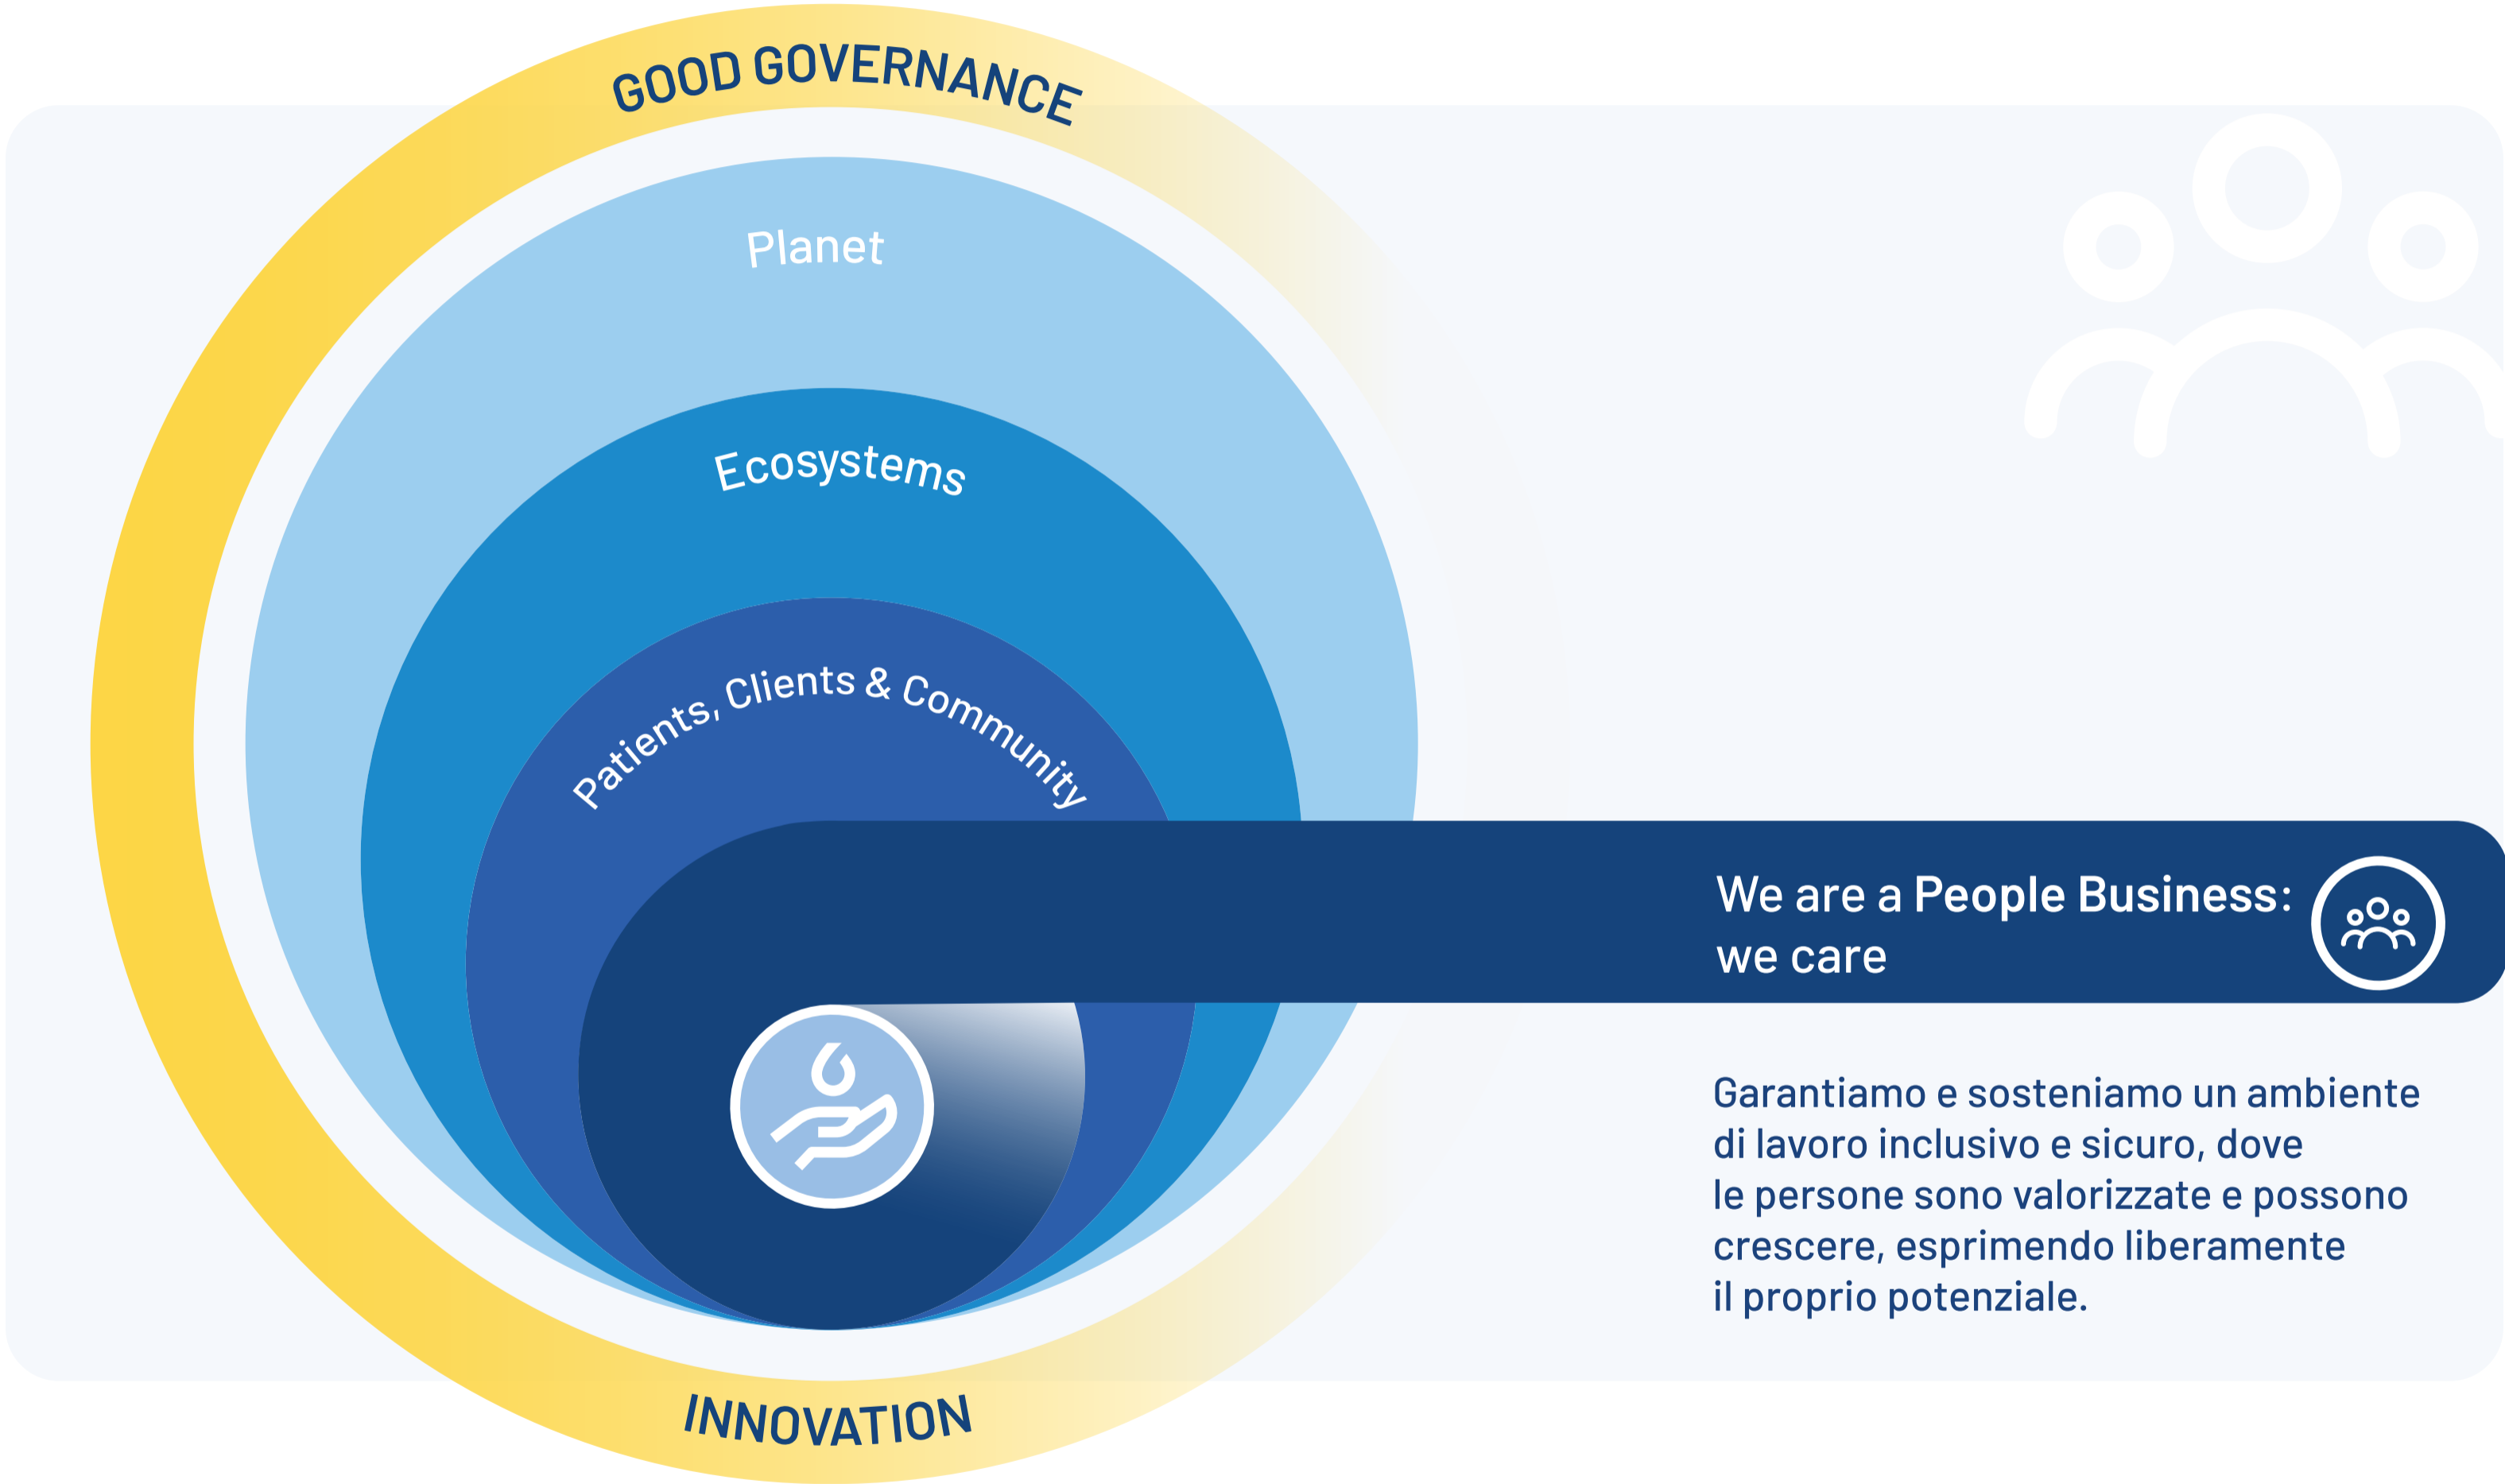 GOOD GOVERNANCE
Planet
Ecosystems
Patients, Clients & Community
We are a People Business:
we care
Garantiamo e sosteniamo un ambiente
di lavoro inclusivo e sicuro, dove
le persone sono valorizzate e possono
crescere, esprimendo liberamente
il proprio potenziale.
INNOVATION